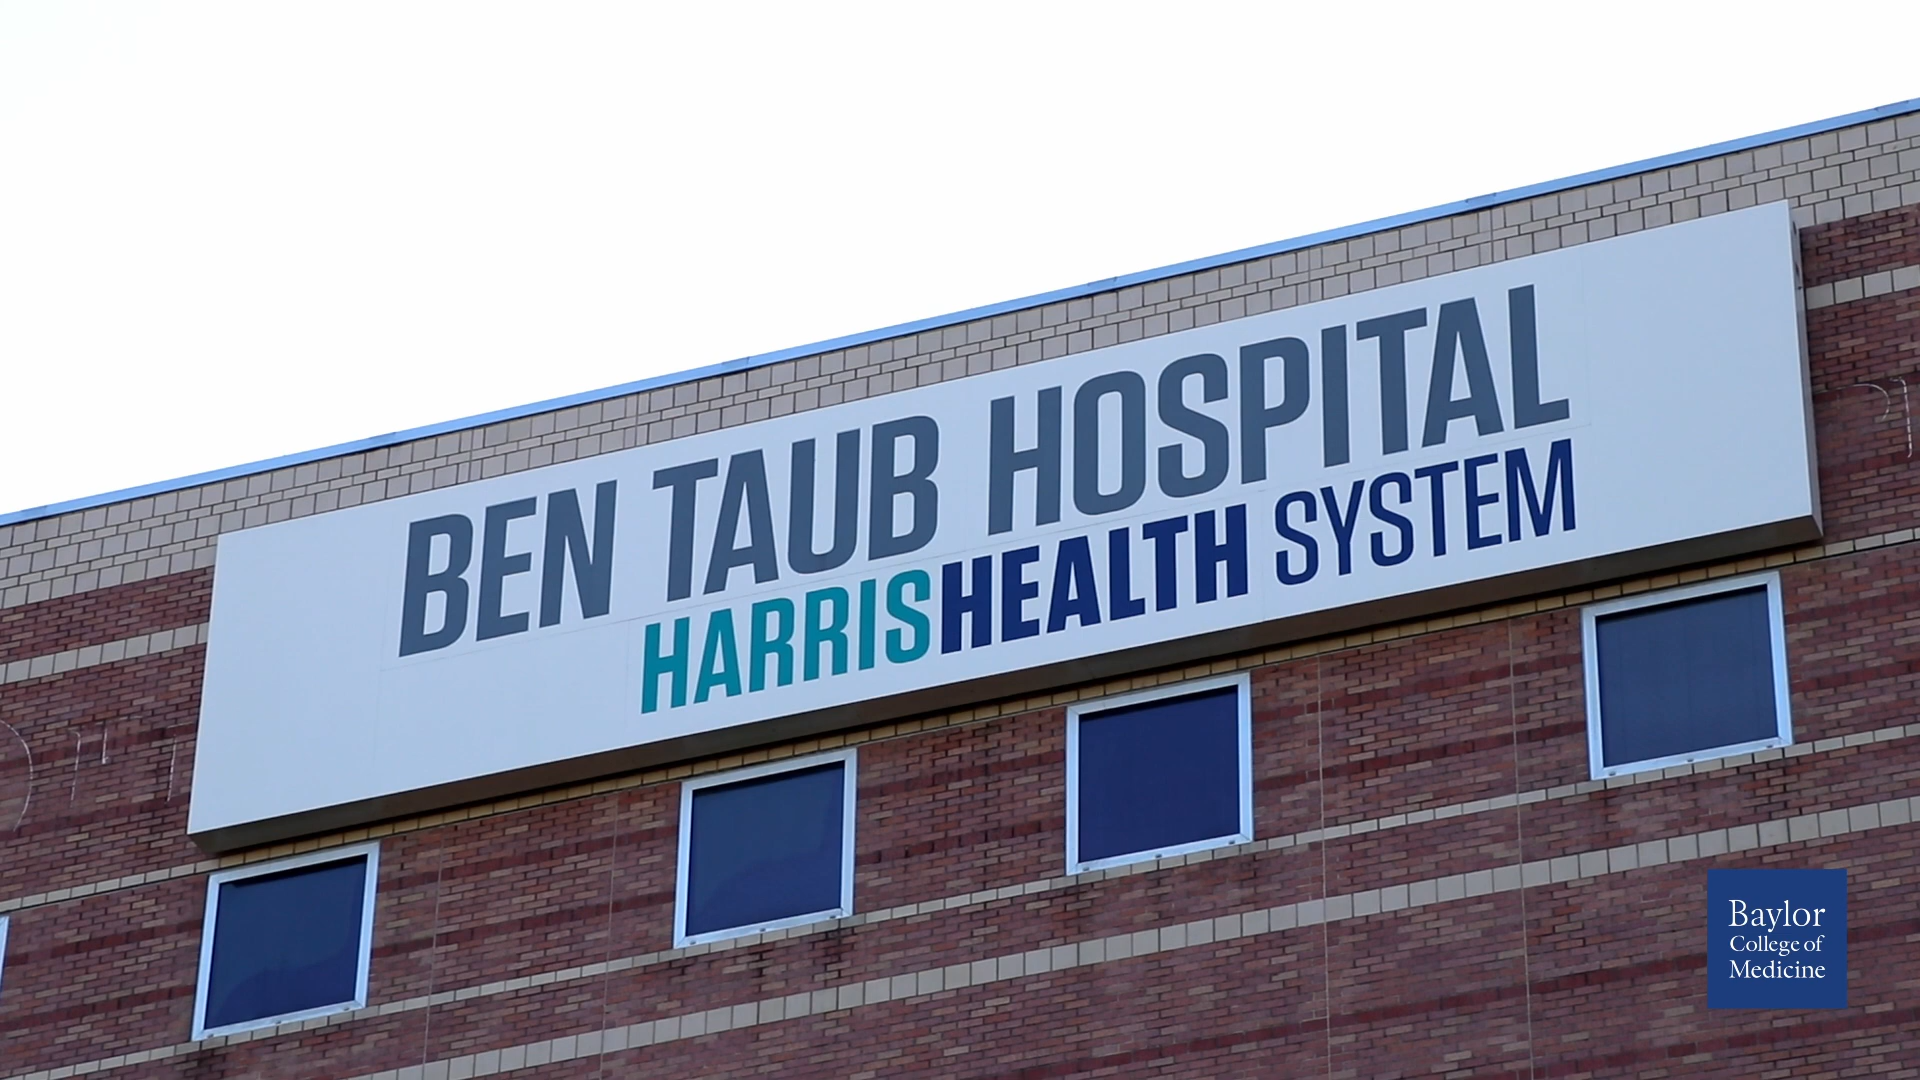 BEN TAUB HOSPITAL
HARRISHEALTH SYSTEM
Baylor
College of
Medicine